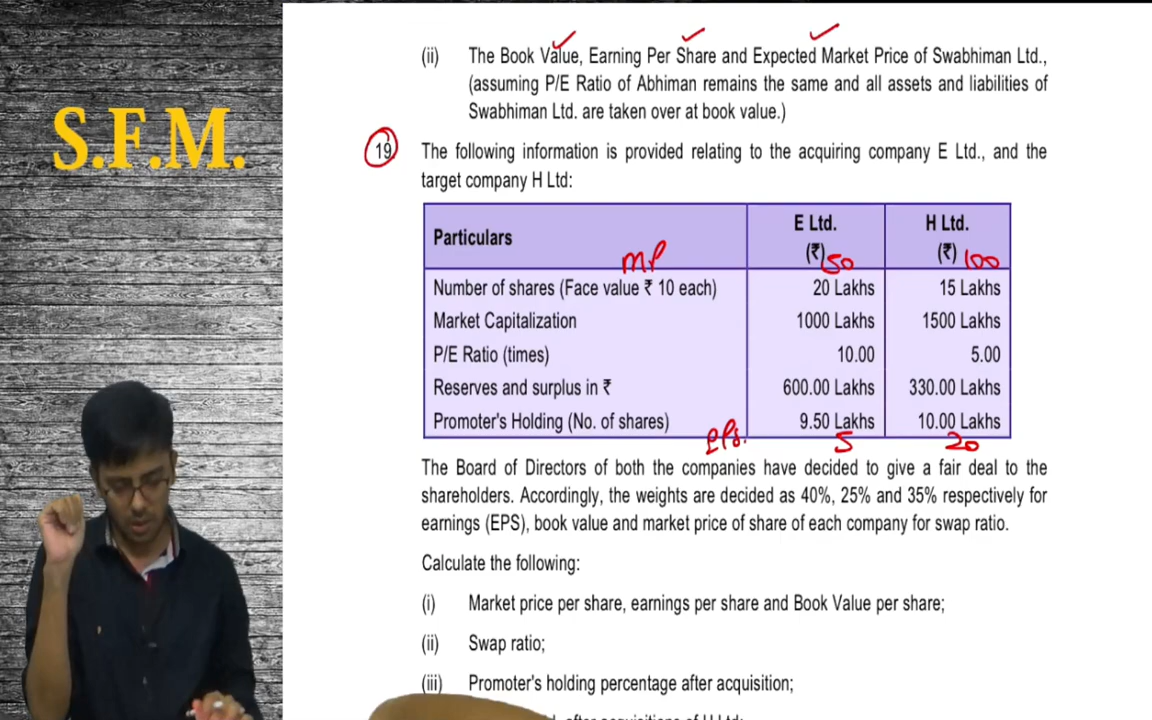 (ii) The Book Value, Earning Per Share and Expected Market Price of Swabhiman Ltd.,
(assuming P/E Ratio of Abhiman remains the same and all assets and liabilities of
Swabhiman Ltd. are taken over at book value.)
S.F.M.
19 The following information is provided relating to the acquiring company E Ltd., and the
target company H Ltd:
Particulars E Ltd. H Ltd.
MP (₹) 50 (₹) 100
Number of shares (Face value ₹ 10 each) 20 Lakhs 15 Lakhs
Market Capitalization 1000 Lakhs 1500 Lakhs
P/E Ratio (times) 10.00 5.00
Reserves and surplus in ₹ 600.00 Lakhs 330.00 Lakhs
Promoter's Holding (No. of shares) 9.50 Lakhs 10.00 Lakhs
EPS. 5 20
The Board of Directors of both the companies have decided to give a fair deal to the
shareholders. Accordingly, the weights are decided as 40%, 25% and 35% respectively for
earnings (EPS), book value and market price of share of each company for swap ratio.
Calculate the following:
(i) Market price per share, earnings per share and Book Value per share;
(ii) Swap ratio;
(iii) Promoter's holding percentage after acquisition;
after acquisitions of H Ltd;